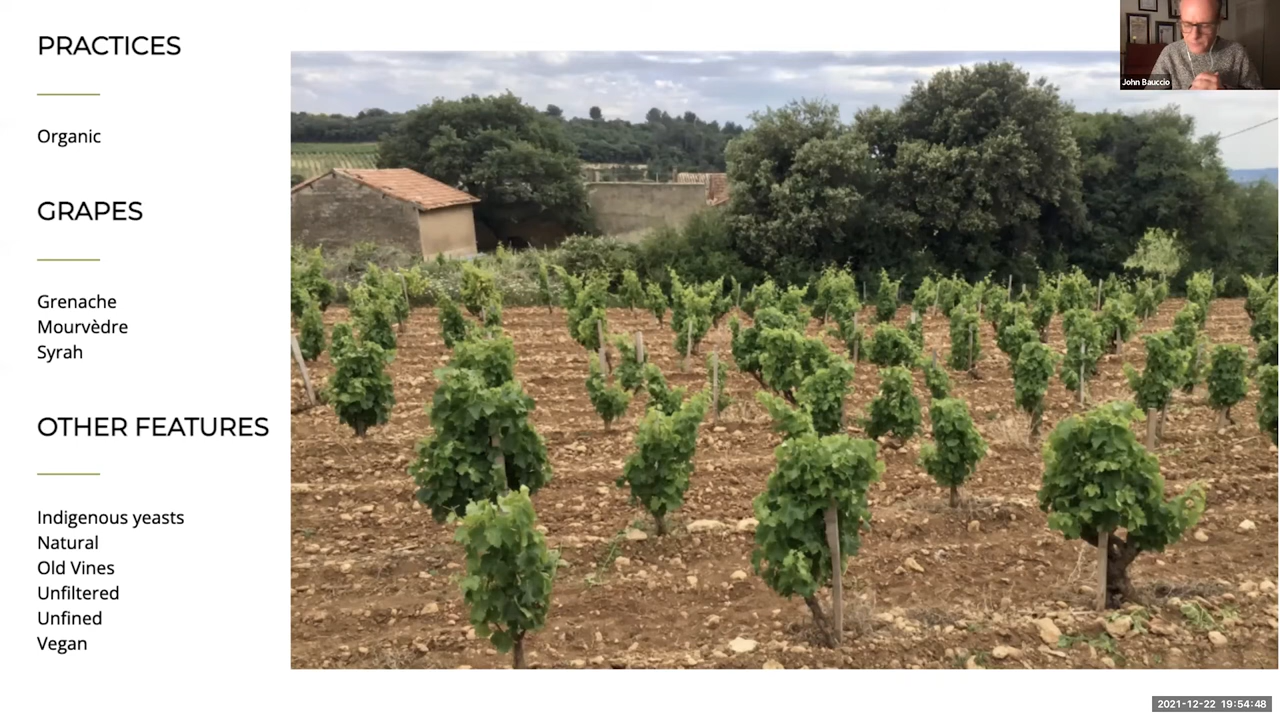 PRACTICES
Organic
GRAPES
Grenache
Mourvèdre
Syrah
OTHER FEATURES
Indigenous yeasts
Natural
Old Vines
Unfiltered
Unfined
Vegan
John Bauccio
2021-12-22 19:54:48